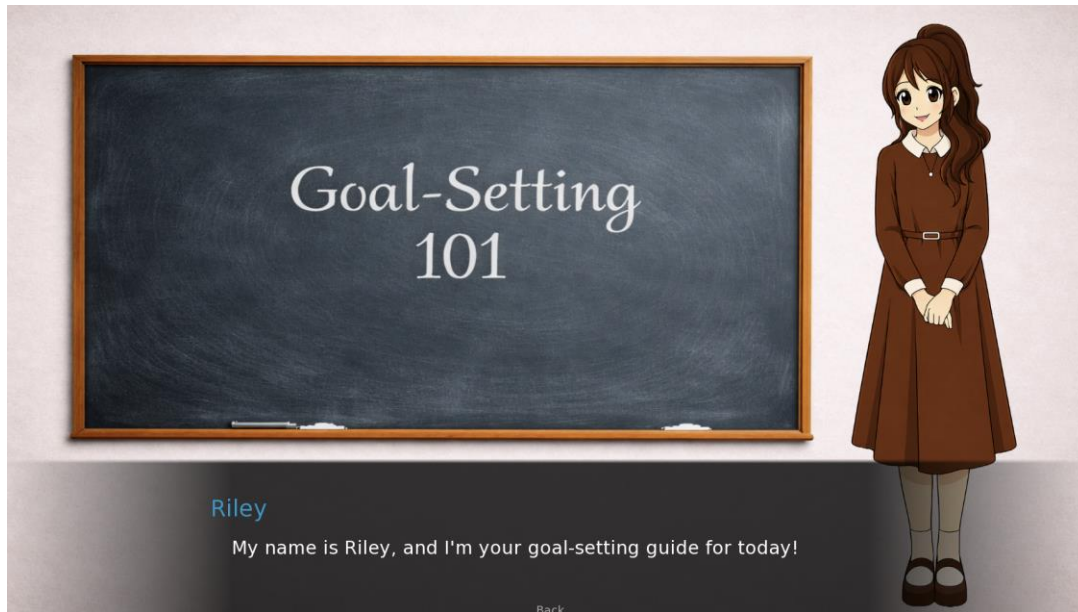 Goal-Setting
101
Riley
My name is Riley, and I'm your goal-setting guide for today!
Back